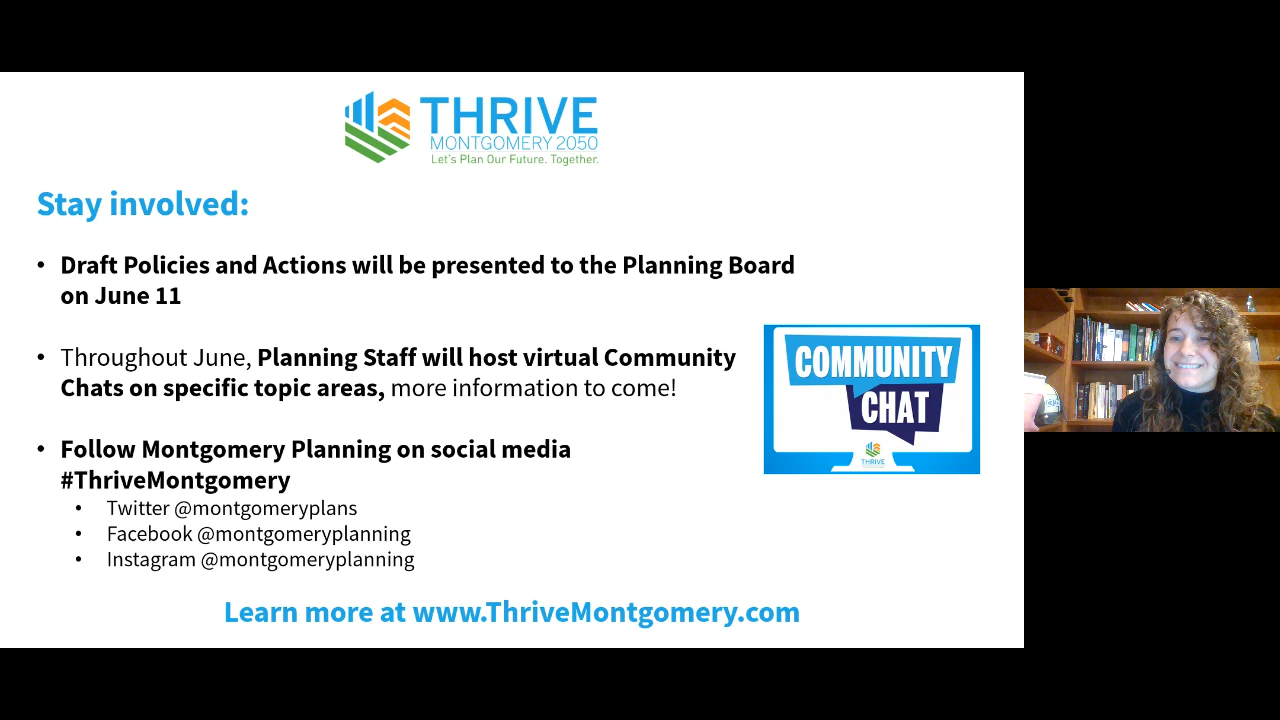 THRIVE
MONTGOMERY 2050
Let's Plan Our Future. Together.
Stay involved:
• Draft Policies and Actions will be presented to the Planning Board
on June 11
• Throughout June, Planning Staff will host virtual Community
Chats on specific topic areas, more information to come!
• Follow Montgomery Planning on social media
#ThriveMontgomery
• Twitter @montgomeryplans
• Facebook @montgomeryplanning
• Instagram @montgomeryplanning
COMMUNITY
CHAT
THRIVE
Learn more at www.ThriveMontgomery.com